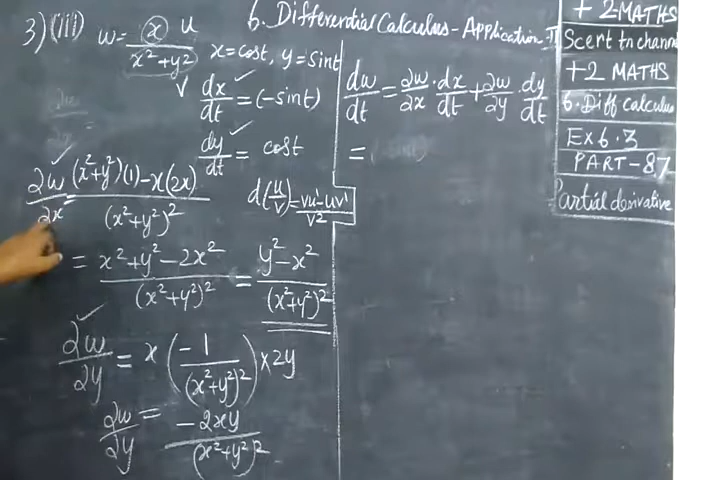 6. Differential Calculus - Application - II
3)(iii) w = x / x²+y² u v
x = cost, y = sint
dx/dt = (-sint)
dy/dt = cost
∂w/∂x = (x²+y²)(1) - x(2x) / (x²+y²)²
d(u/v) = vu' - uv' / v²
= x²+y²-2x² / (x²+y²)² = y²-x² / (x²+y²)²
∂w/∂y = x ( -1 / (x²+y²)² ) × 2y
∂w/∂y = -2xy / (x²+y²)²
dw/dt = ∂w/∂x · dx/dt + ∂w/∂y · dy/dt
=
+2 MATHS
Scert tn channel
+2 MATHS
6. Diff calculus
Ex 6.3
PART-87
Partial derivative